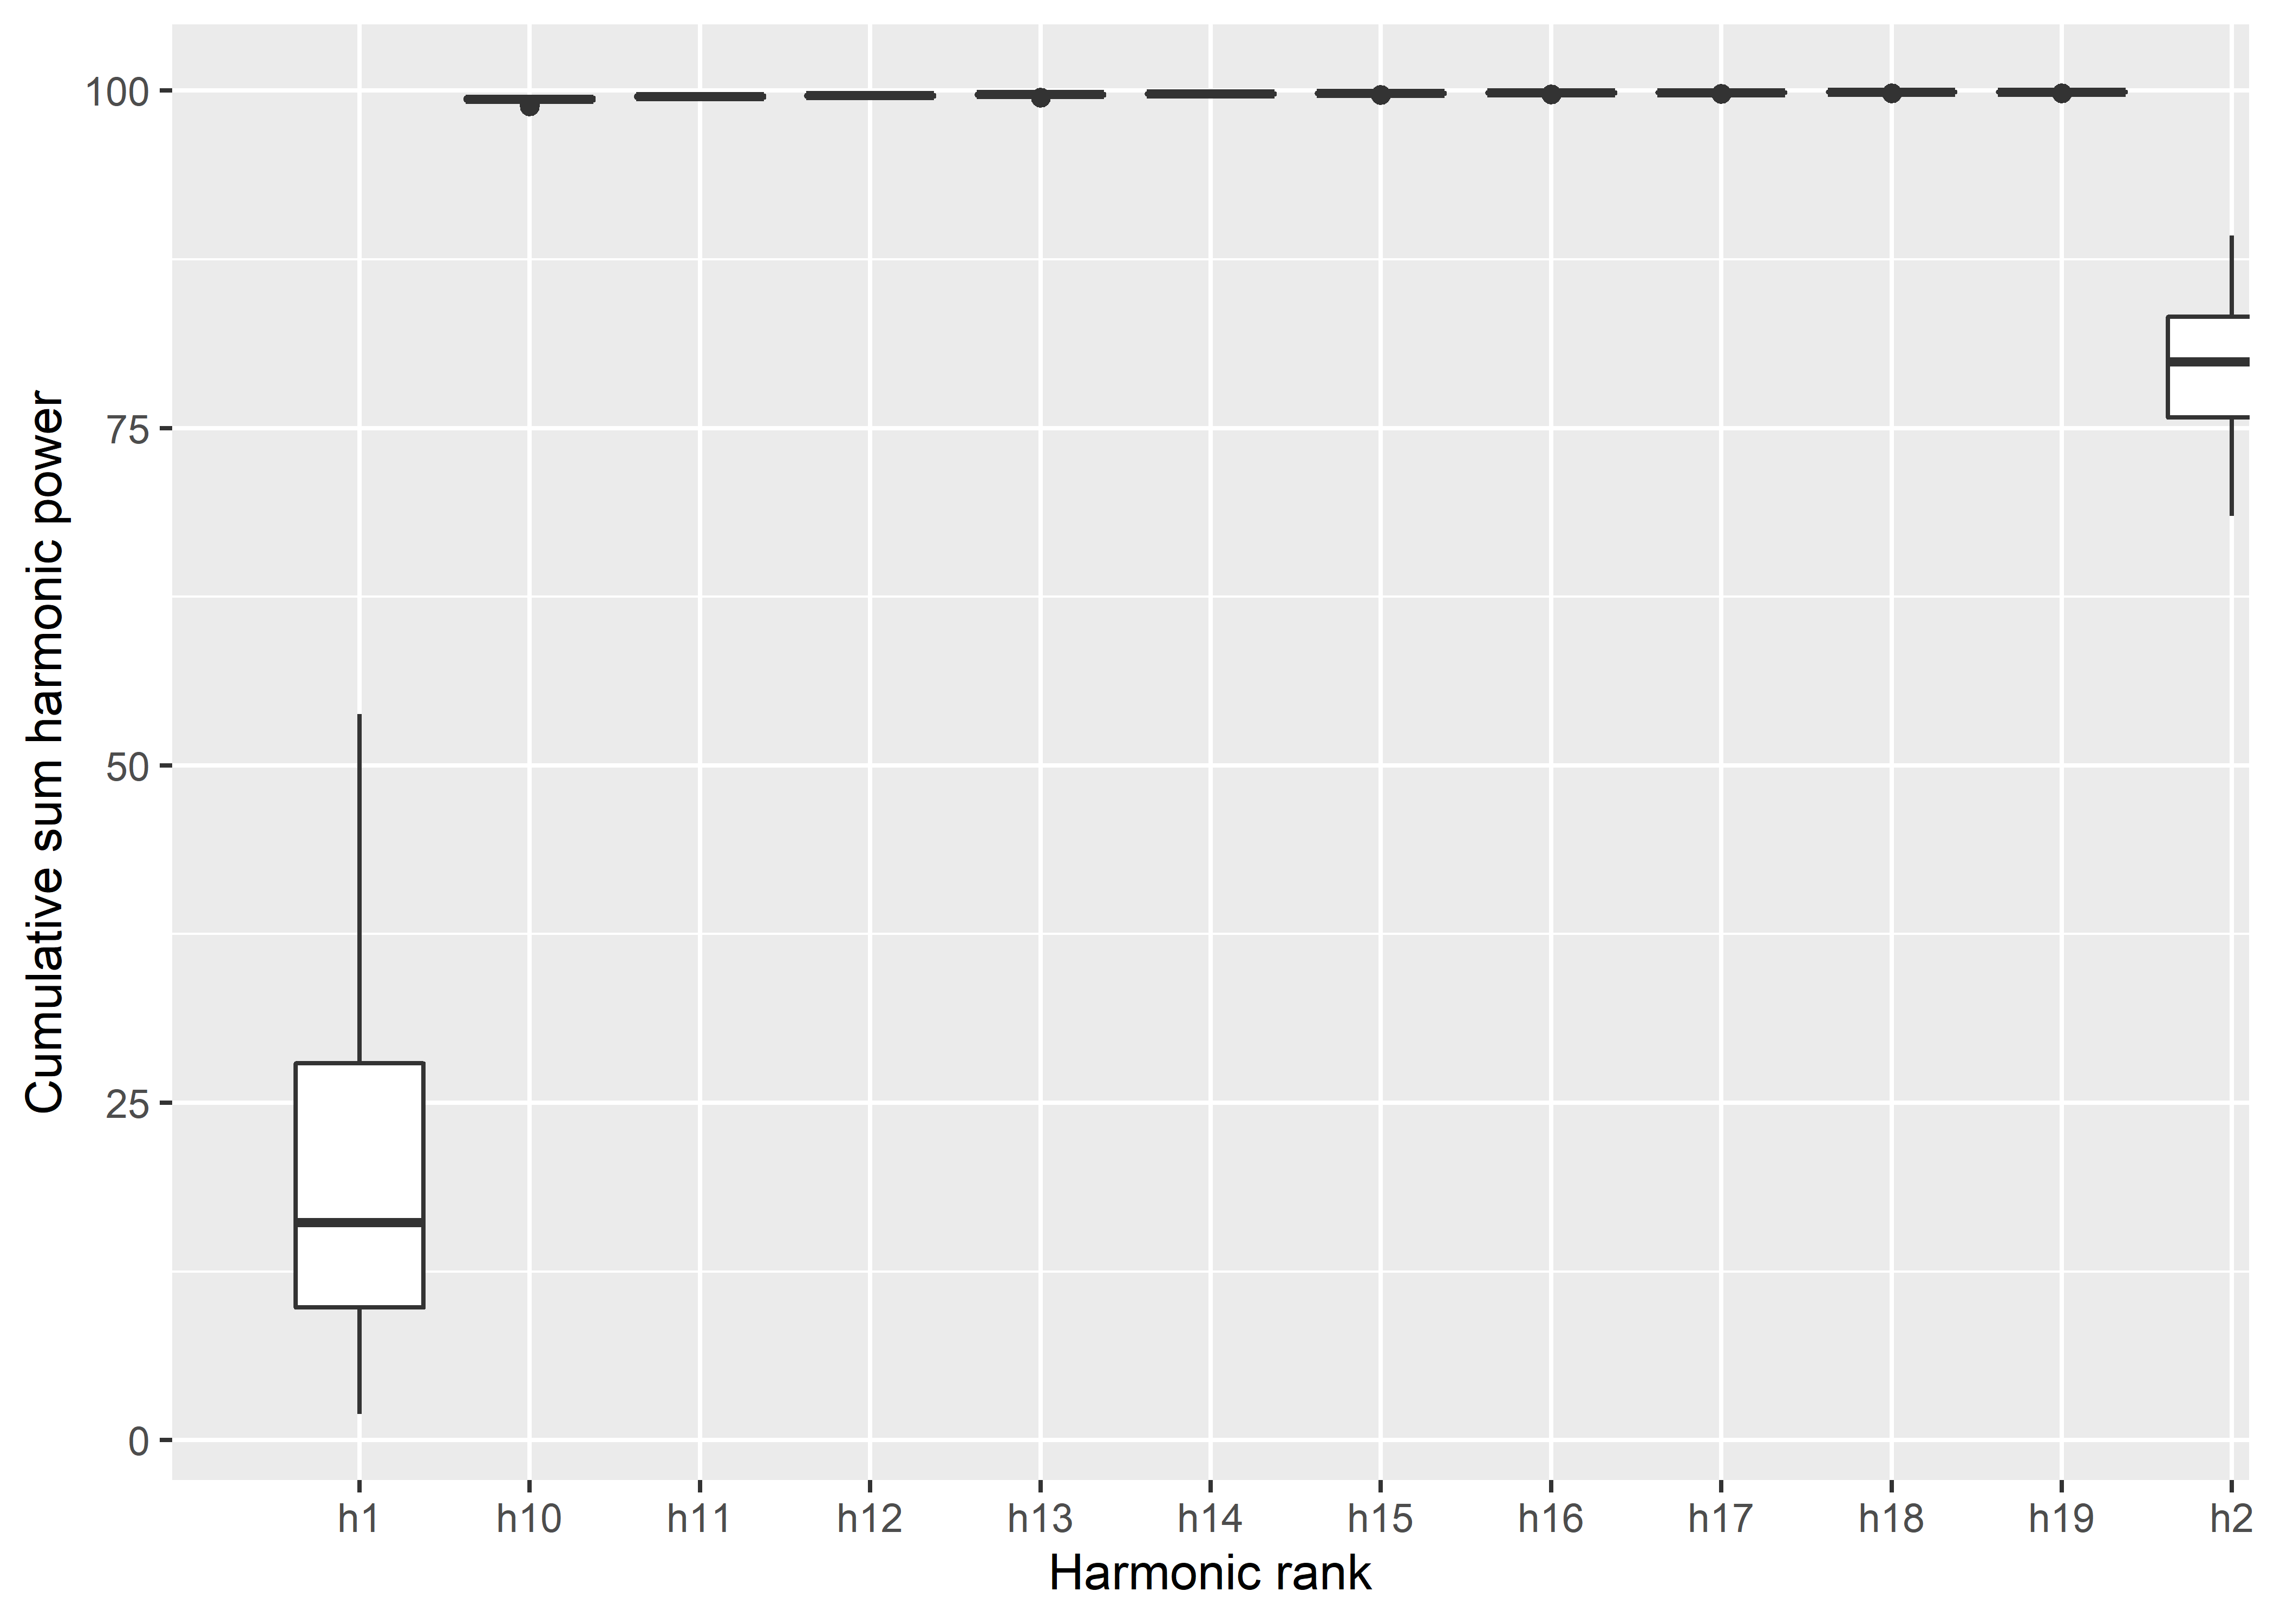 Cumulative sum harmonic power
100
75
50
25
0
h1 h10 h11 h12 h13 h14 h15 h16 h17 h18 h19 h2
Harmonic rank